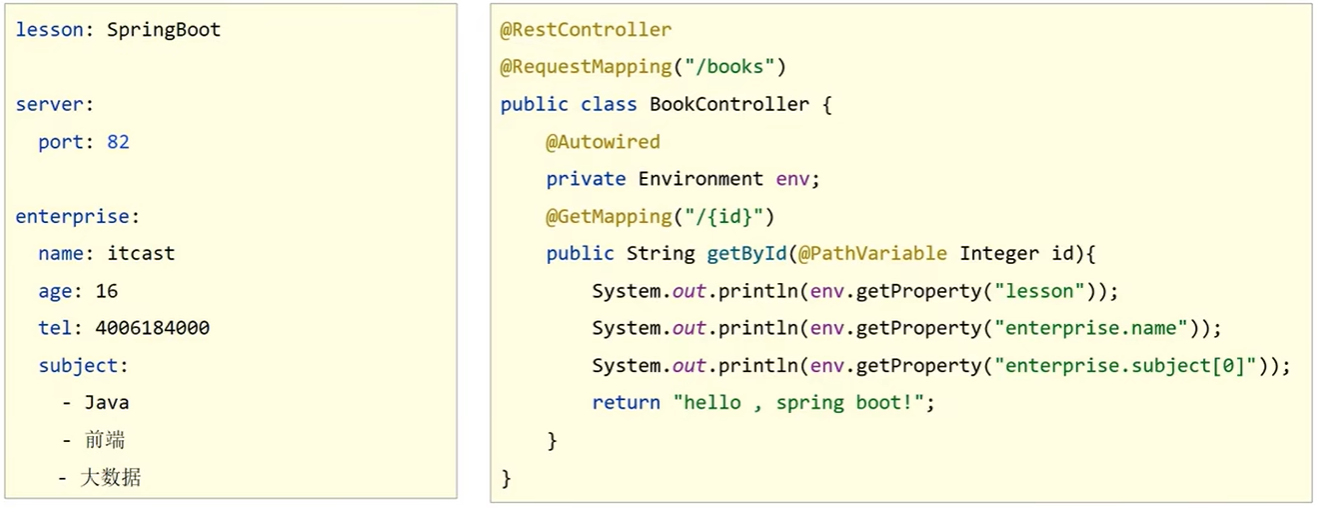 lesson: SpringBoot
server:
  port: 82
enterprise:
  name: itcast
  age: 16
  tel: 4006184000
  subject:
    - Java
    - 前端
    - 大数据
@RestController
@RequestMapping("/books")
public class BookController {
    @Autowired
    private Environment env;
    @GetMapping("/{id}")
    public String getById(@PathVariable Integer id){
        System.out.println(env.getProperty("lesson"));
        System.out.println(env.getProperty("enterprise.name"));
        System.out.println(env.getProperty("enterprise.subject[0]"));
        return "hello , spring boot!";
    }
}